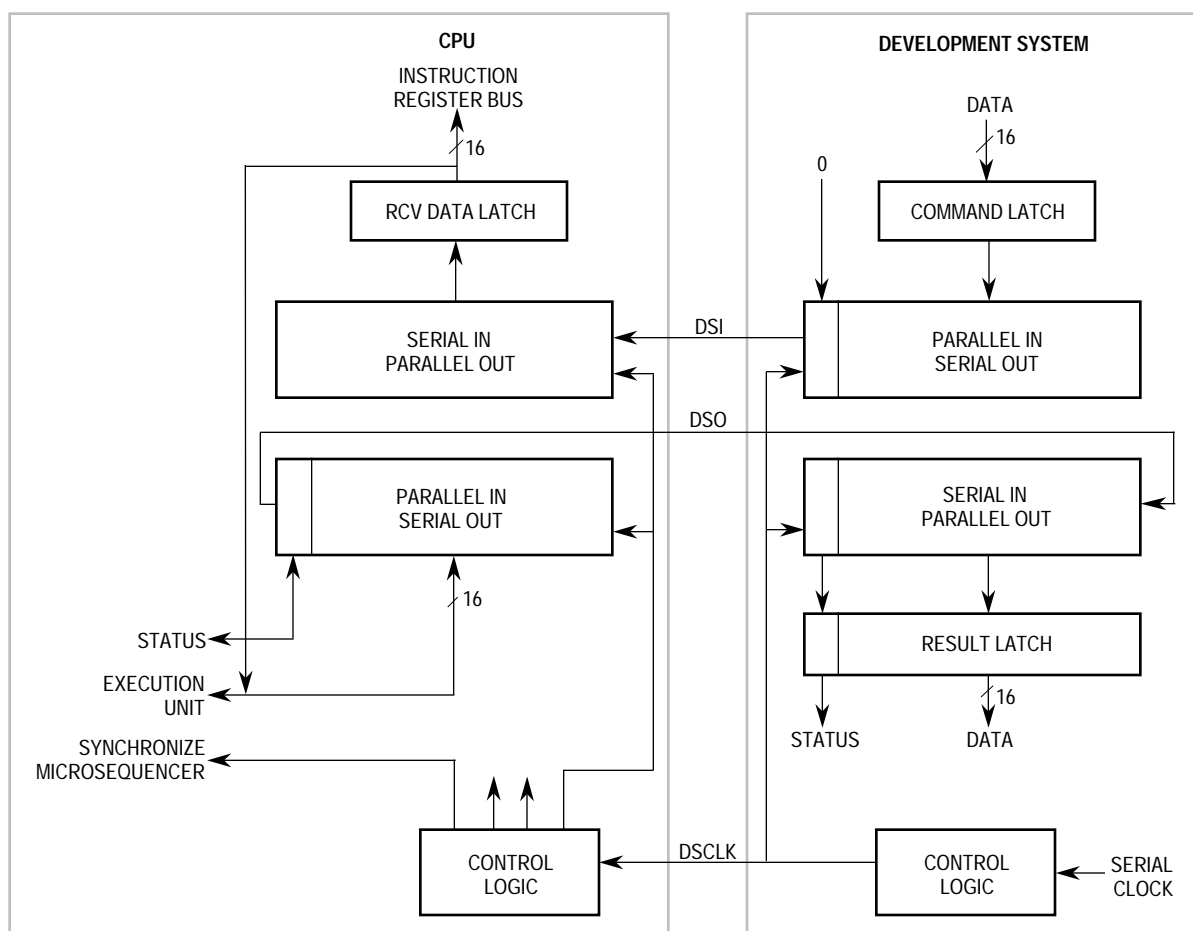 CPU
INSTRUCTION
REGISTER BUS
16
RCV DATA LATCH
SERIAL IN
PARALLEL OUT
PARALLEL IN
SERIAL OUT
16
STATUS
EXECUTION
UNIT
SYNCHRONIZE
MICROSEQUENCER
CONTROL
LOGIC
DSI
DSO
DSCLK
DEVELOPMENT SYSTEM
DATA
16
0
COMMAND LATCH
PARALLEL IN
SERIAL OUT
SERIAL IN
PARALLEL OUT
RESULT LATCH
16
STATUS
DATA
CONTROL
LOGIC
SERIAL
CLOCK